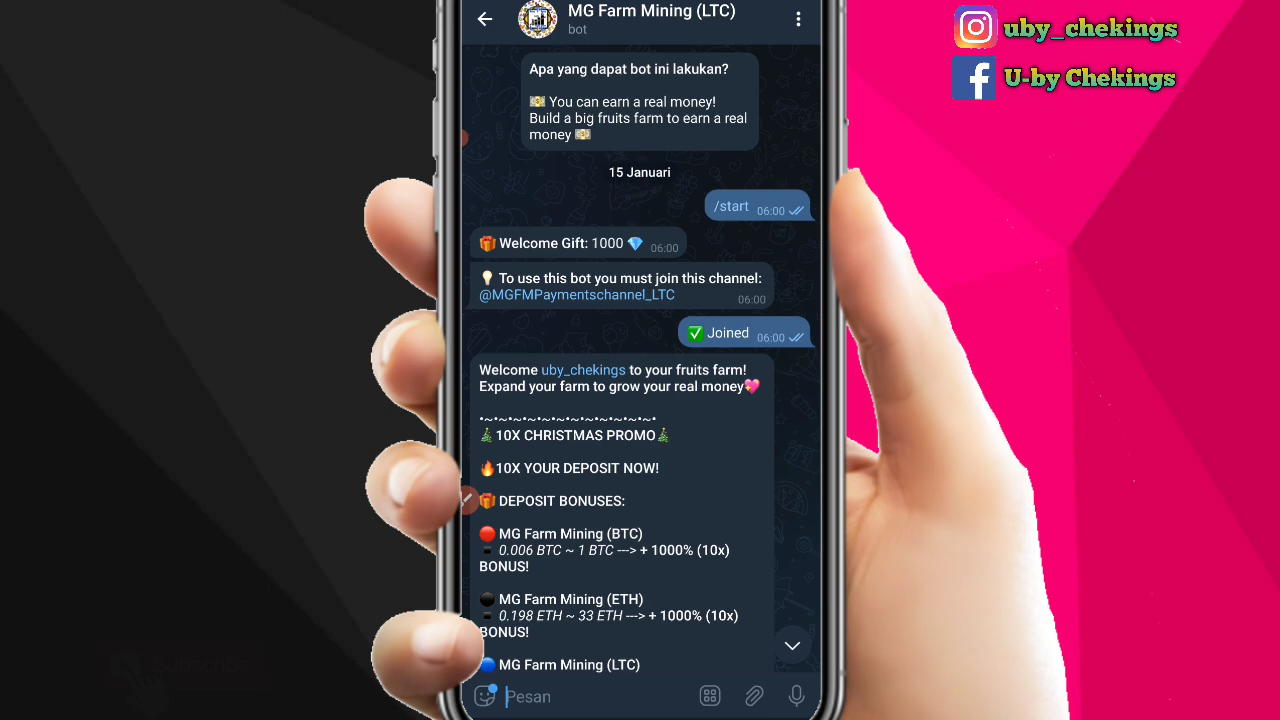 MG Farm Mining (LTC)
bot
uby_chekings
U-by Chekings
Apa yang dapat bot ini lakukan?
💵 You can earn a real money!
Build a big fruits farm to earn a real
money 💵
15 Januari
/start 06:00
🎁 Welcome Gift: 1000 💎 06:00
💡 To use this bot you must join this channel:
@MGFMPaymentschannel_LTC 06:00
✅ Joined 06:00
Welcome uby_chekings to your fruits farm!
Expand your farm to grow your real money💖
•~•~•~•~•~•~•~•~•~•~•~•~•
🎄10X CHRISTMAS PROMO🎄
🔥10X YOUR DEPOSIT NOW!
🎁 DEPOSIT BONUSES:
🔴 MG Farm Mining (BTC)
▪️ 0.006 BTC ~ 1 BTC ---> + 1000% (10x)
BONUS!
⚫ MG Farm Mining (ETH)
▪️ 0.198 ETH ~ 33 ETH ---> + 1000% (10x)
BONUS!
🔵 MG Farm Mining (LTC)
Pesan
Subscribe